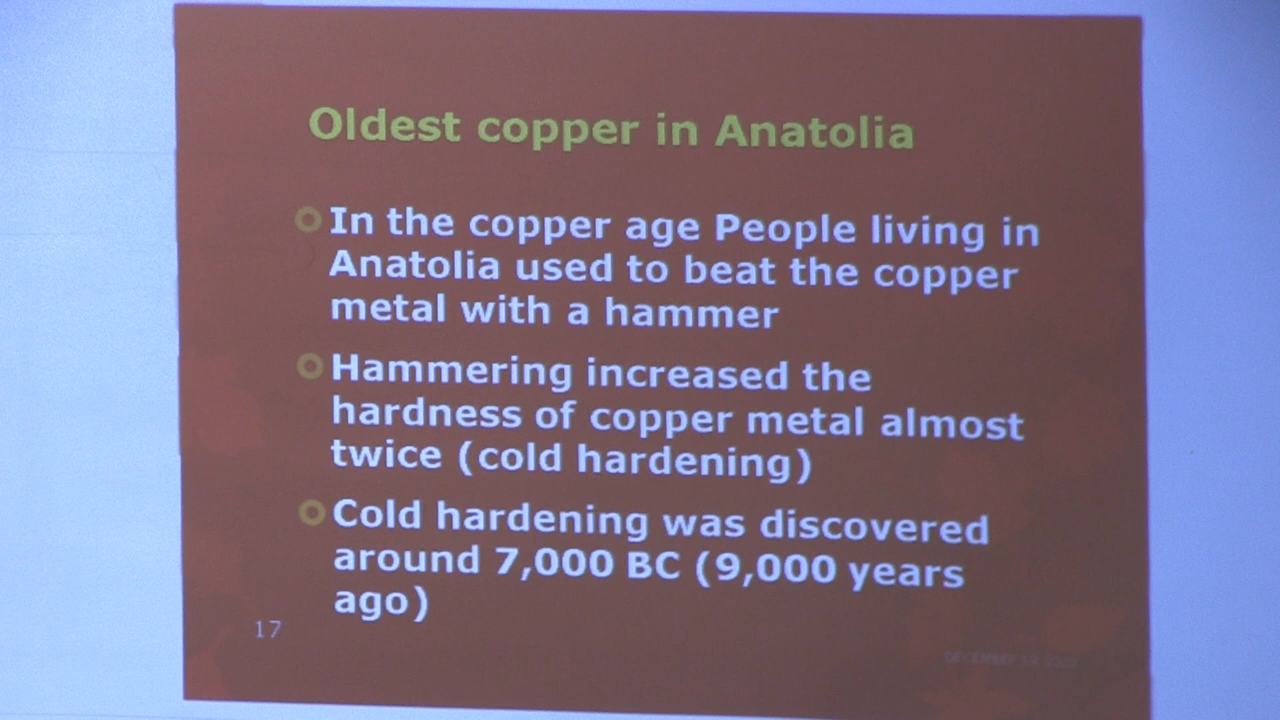 Oldest copper in Anatolia
In the copper age People living in
Anatolia used to beat the copper
metal with a hammer
Hammering increased the
hardness of copper metal almost
twice (cold hardening)
Cold hardening was discovered
around 7,000 BC (9,000 years
ago)
17
DECEMBER